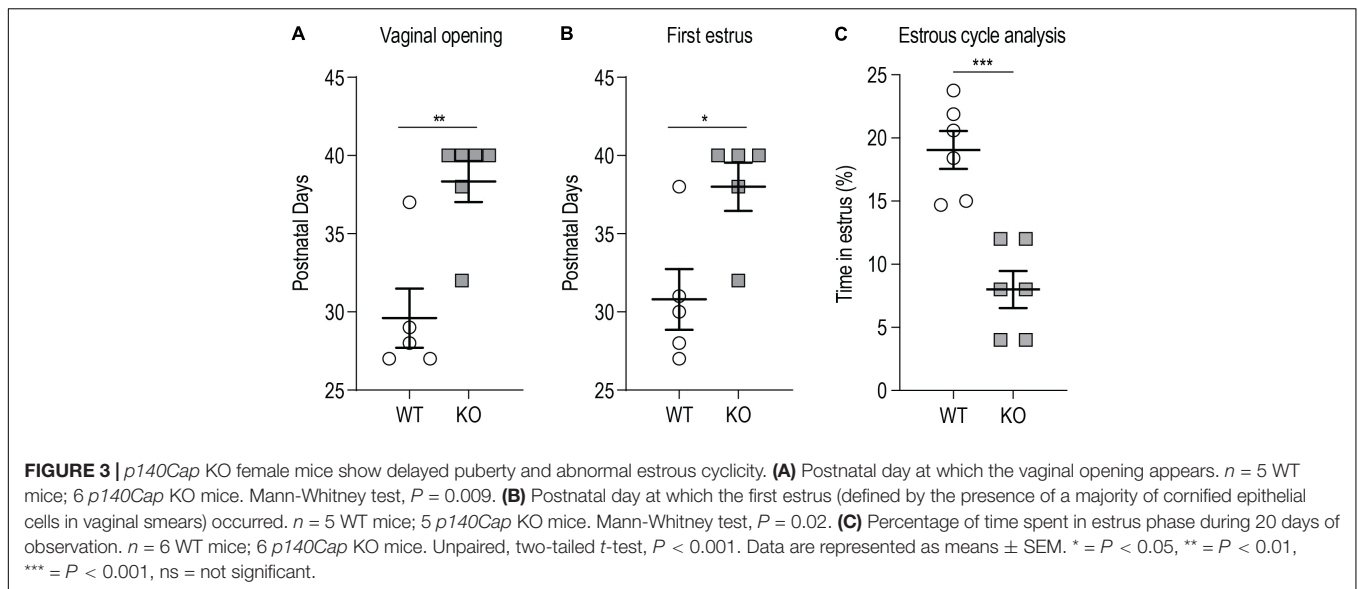 A Vaginal opening
45
40
35
30
25
Postnatal Days
**
WT KO
B First estrus
45
40
35
30
25
Postnatal Days
*
WT KO
C Estrous cycle analysis
25
20
15
10
5
0
Time in estrus (%)
***
WT KO
FIGURE 3 | p140Cap KO female mice show delayed puberty and abnormal estrous cyclicity. (A) Postnatal day at which the vaginal opening appears. n = 5 WT
mice; 6 p140Cap KO mice. Mann-Whitney test, P = 0.009. (B) Postnatal day at which the first estrus (defined by the presence of a majority of cornified epithelial
cells in vaginal smears) occurred. n = 5 WT mice; 5 p140Cap KO mice. Mann-Whitney test, P = 0.02. (C) Percentage of time spent in estrus phase during 20 days of
observation. n = 6 WT mice; 6 p140Cap KO mice. Unpaired, two-tailed t-test, P < 0.001. Data are represented as means ± SEM. * = P < 0.05, ** = P < 0.01,
*** = P < 0.001, ns = not significant.